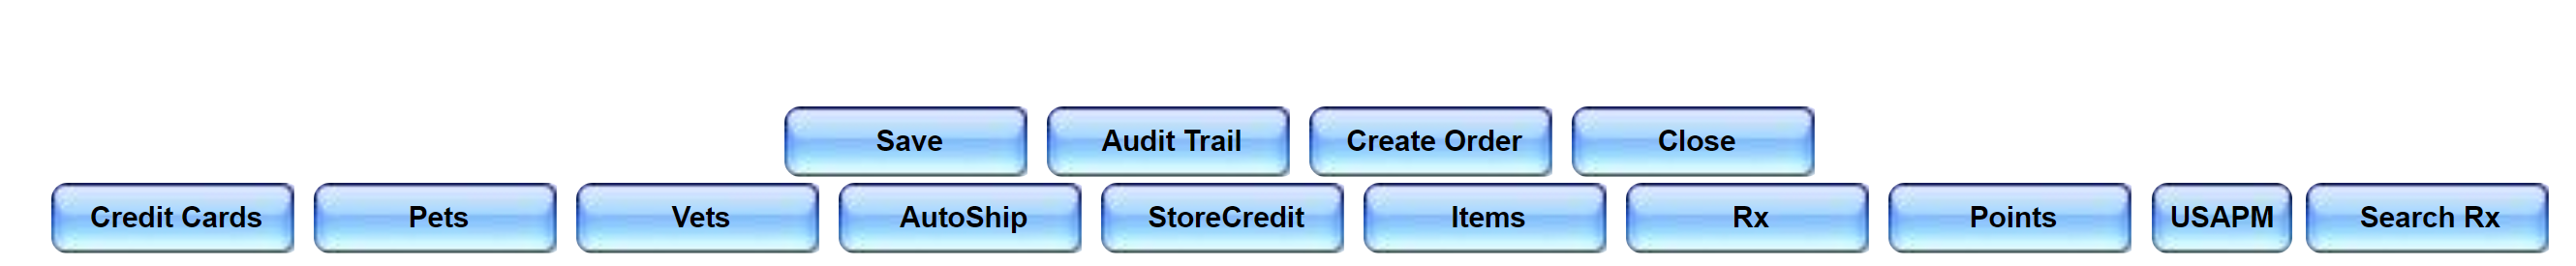 Save Audit Trail Create Order Close
Credit Cards Pets Vets AutoShip StoreCredit Items Rx Points USAPM Search Rx